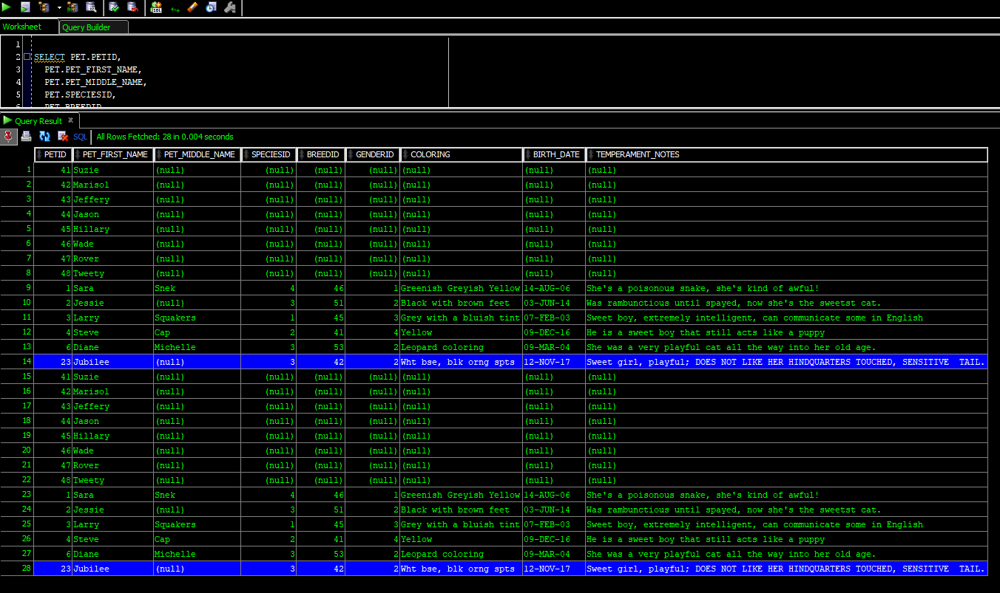 Worksheet Query Builder
1
2 SELECT PET.PETID,
3 PET.PET_FIRST_NAME,
4 PET.PET_MIDDLE_NAME,
5 PET.SPECIESID,
6 PET.BREEDID,
Query Result
SQL All Rows Fetched: 28 in 0.004 seconds
PETID PET_FIRST_NAME PET_MIDDLE_NAME SPECIESID BREEDID GENDERID COLORING BIRTH_DATE TEMPERAMENT_NOTES
1 41 Suzie (null) (null) (null) (null) (null) (null) (null)
2 42 Marisol (null) (null) (null) (null) (null) (null) (null)
3 43 Jeffery (null) (null) (null) (null) (null) (null) (null)
4 44 Jason (null) (null) (null) (null) (null) (null) (null)
5 45 Hillary (null) (null) (null) (null) (null) (null) (null)
6 46 Wade (null) (null) (null) (null) (null) (null) (null)
7 47 Rover (null) (null) (null) (null) (null) (null) (null)
8 48 Tweety (null) (null) (null) (null) (null) (null) (null)
9 1 Sara Snek 4 46 1 Greenish Greyish Yellow 14-AUG-06 She's a poisonous snake, she's kind of awful!
10 2 Jessie (null) 3 51 2 Black with brown feet 03-JUN-14 Was rambunctious until spayed, now she's the sweetst cat.
11 3 Larry Squakers 1 45 3 Grey with a bluish tint 07-FEB-03 Sweet boy, extremely intelligent, can communicate some in English
12 4 Steve Cap 2 41 4 Yellow 09-DEC-16 He is a sweet boy that still acts like a puppy
13 6 Diane Michelle 3 53 2 Leopard coloring 09-MAR-04 She was a very playful cat all the way into her old age.
14 23 Jubilee (null) 3 42 2 Wht bse, blk orng spts 12-NOV-17 Sweet girl, playful; DOES NOT LIKE HER HINDQUARTERS TOUCHED, SENSITIVE TAIL.
15 41 Suzie (null) (null) (null) (null) (null) (null) (null)
16 42 Marisol (null) (null) (null) (null) (null) (null) (null)
17 43 Jeffery (null) (null) (null) (null) (null) (null) (null)
18 44 Jason (null) (null) (null) (null) (null) (null) (null)
19 45 Hillary (null) (null) (null) (null) (null) (null) (null)
20 46 Wade (null) (null) (null) (null) (null) (null) (null)
21 47 Rover (null) (null) (null) (null) (null) (null) (null)
22 48 Tweety (null) (null) (null) (null) (null) (null) (null)
23 1 Sara Snek 4 46 1 Greenish Greyish Yellow 14-AUG-06 She's a poisonous snake, she's kind of awful!
24 2 Jessie (null) 3 51 2 Black with brown feet 03-JUN-14 Was rambunctious until spayed, now she's the sweetst cat.
25 3 Larry Squakers 1 45 3 Grey with a bluish tint 07-FEB-03 Sweet boy, extremely intelligent, can communicate some in English
26 4 Steve Cap 2 41 4 Yellow 09-DEC-16 He is a sweet boy that still acts like a puppy
27 6 Diane Michelle 3 53 2 Leopard coloring 09-MAR-04 She was a very playful cat all the way into her old age.
28 23 Jubilee (null) 3 42 2 Wht bse, blk orng spts 12-NOV-17 Sweet girl, playful; DOES NOT LIKE HER HINDQUARTERS TOUCHED, SENSITIVE TAIL.